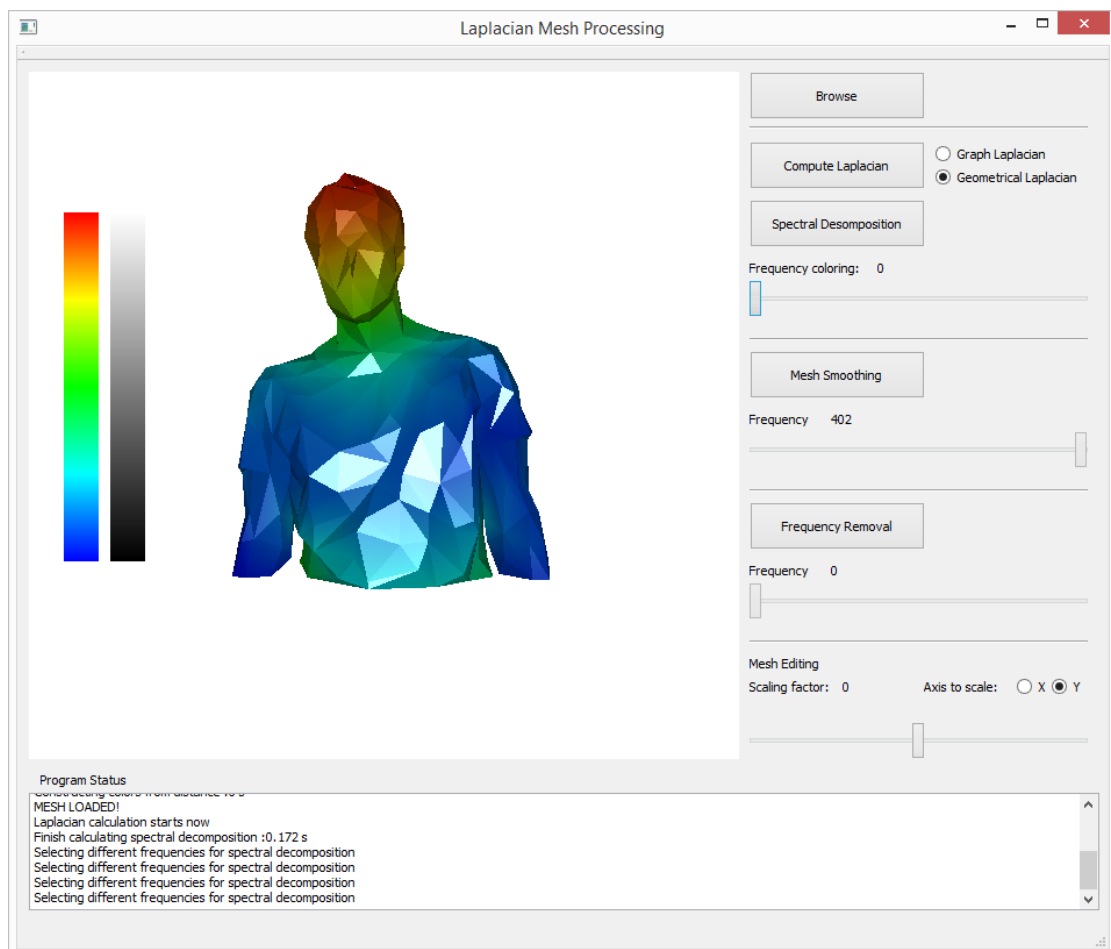 Laplacian Mesh Processing
Browse
Compute Laplacian
Graph Laplacian
Geometrical Laplacian
Spectral Decomposition
Frequency coloring: 0
Mesh Smoothing
Frequency 402
Frequency Removal
Frequency 0
Mesh Editing
Scaling factor: 0 Axis to scale: X Y
Program Status
MESH LOADED!
Laplacian calculation starts now
Finish calculating spectral decomposition :0.172 s
Selecting different frequencies for spectral decomposition
Selecting different frequencies for spectral decomposition
Selecting different frequencies for spectral decomposition
Selecting different frequencies for spectral decomposition